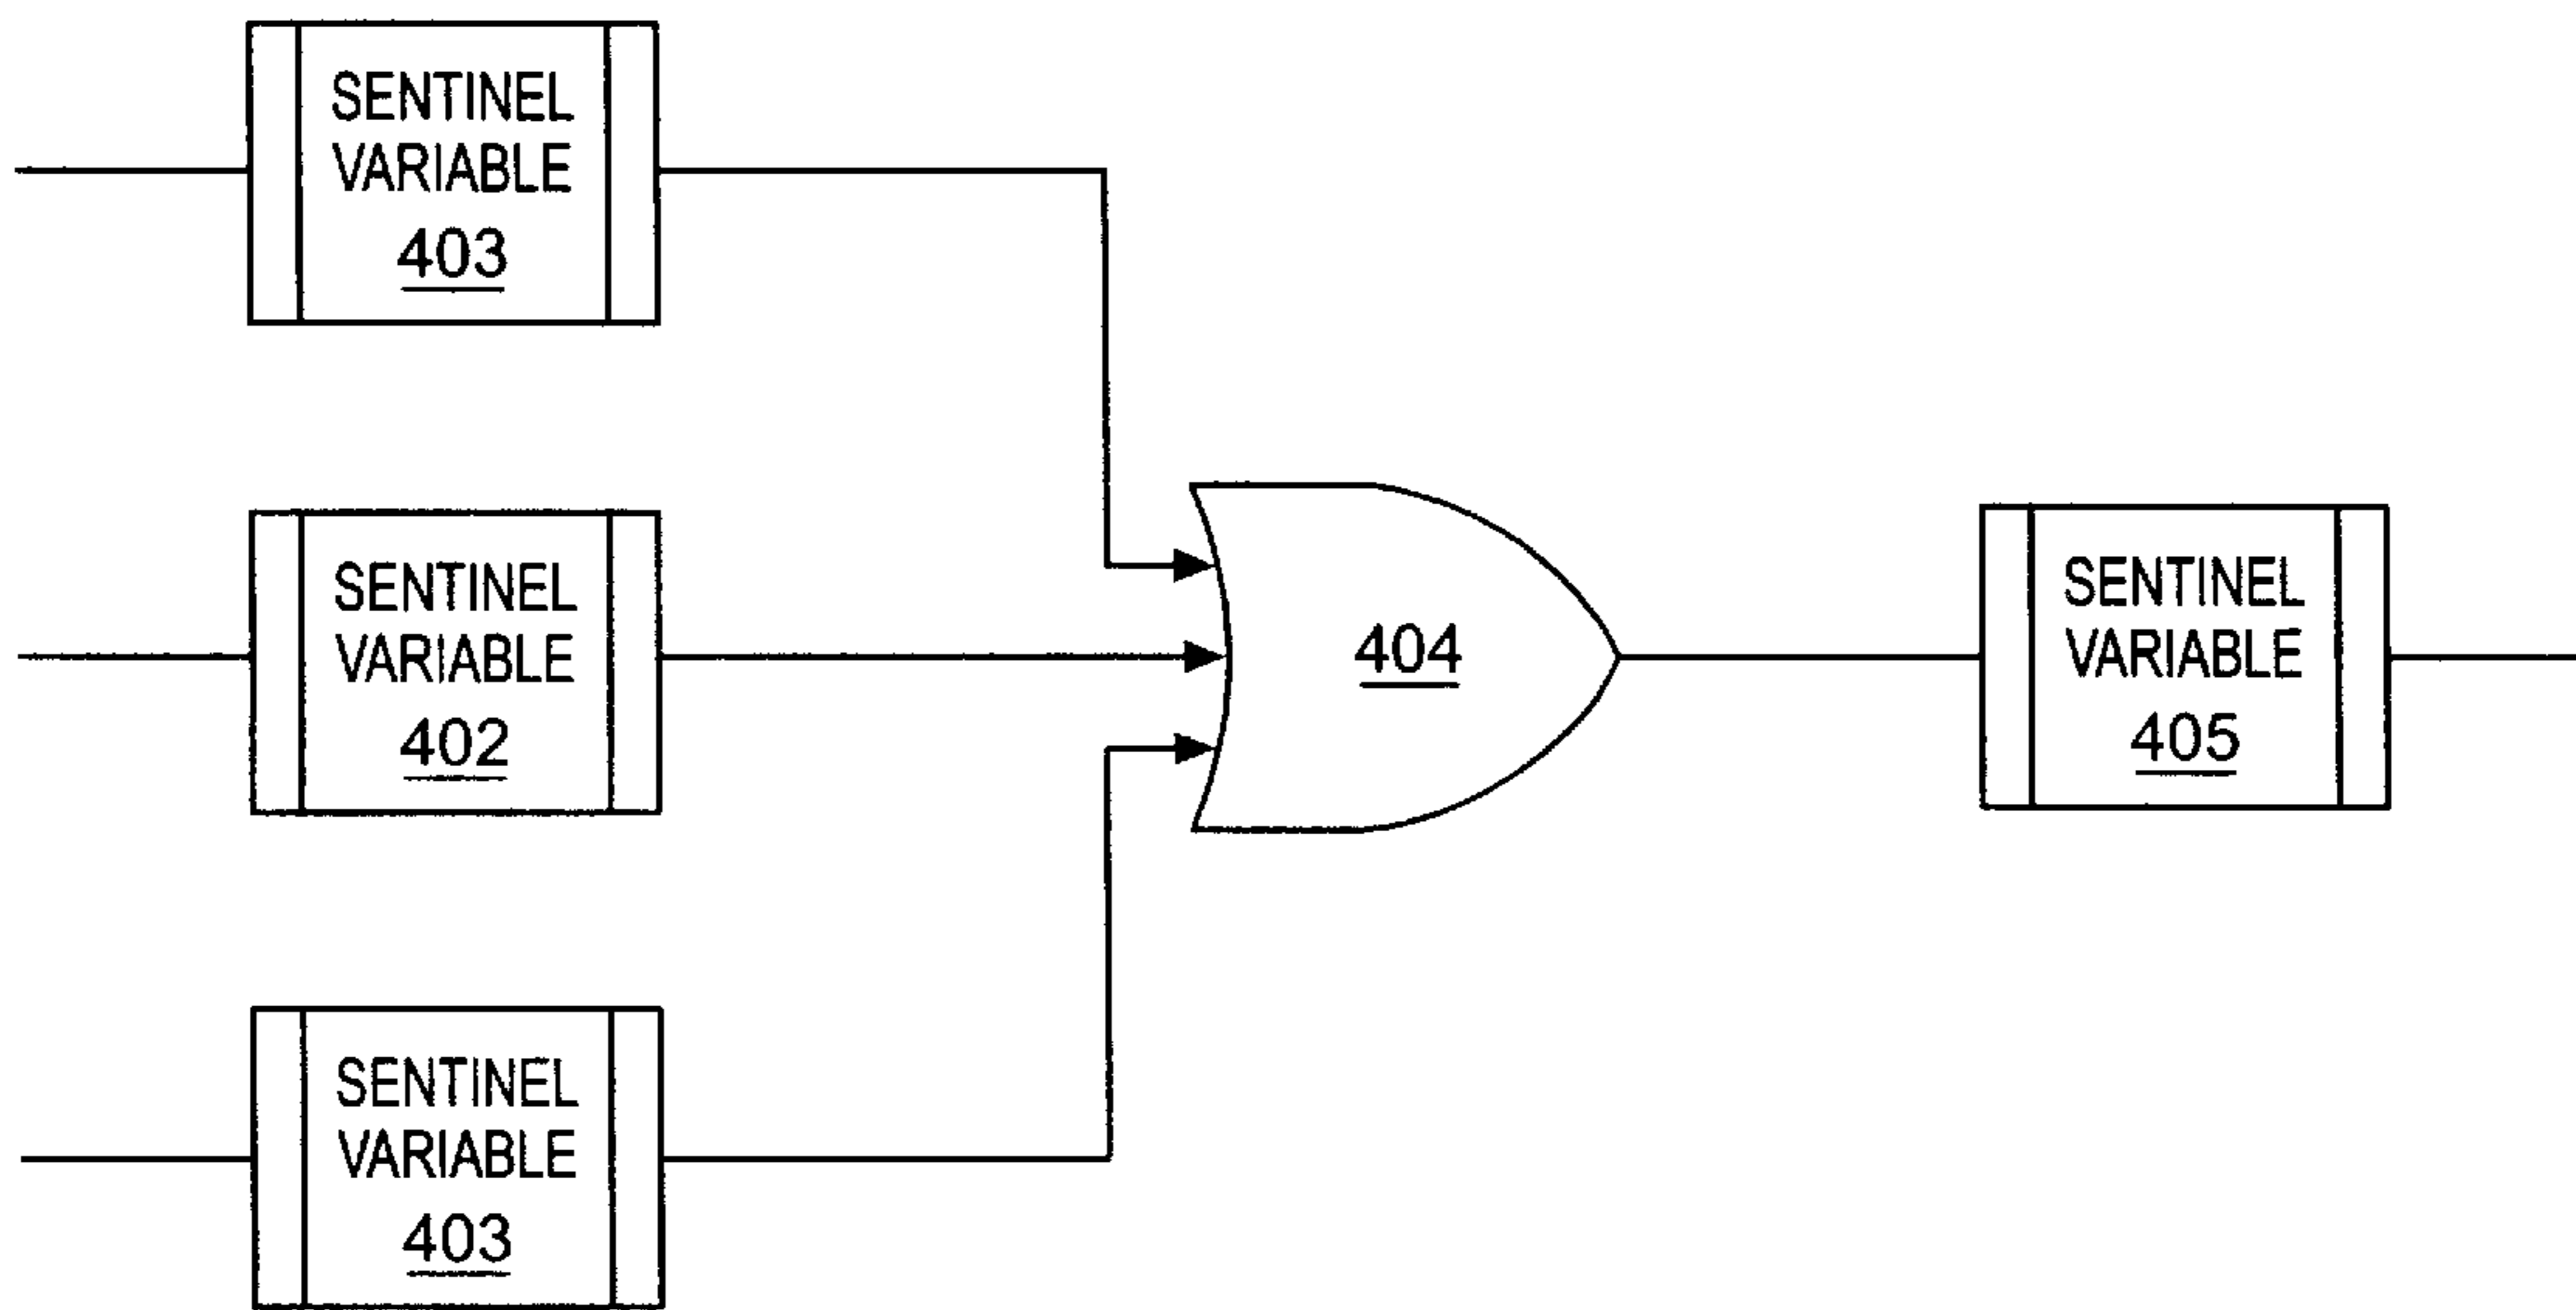 SENTINEL
VARIABLE
403
SENTINEL
VARIABLE
402
SENTINEL
VARIABLE
403
404
SENTINEL
VARIABLE
405